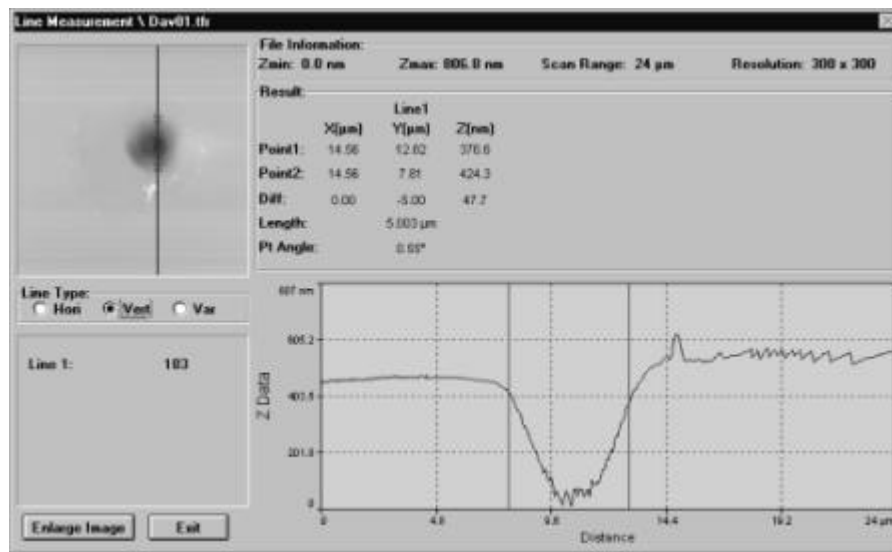 Line Measurement \ Dav01.tfr
File Information:
Zmin: 0.0 nm Zmax: 806.8 nm Scan Range: 24 µm Resolution: 300 x 300
Result:
Line1
X(µm) Y(µm) Z(nm)
Point1: 14.56 12.82 376.6
Point2: 14.56 7.81 424.3
Diff: 0.00 -5.00 47.7
Length: 5.003 µm
Pt Angle:
Line Type:
Hori Vert Var
Line 1: 183
Enlarge Image Exit
807 nm
605.2
403.5
201.8
0
Z Data
0 4.8 9.6 14.4 19.2 24 µm
Distance